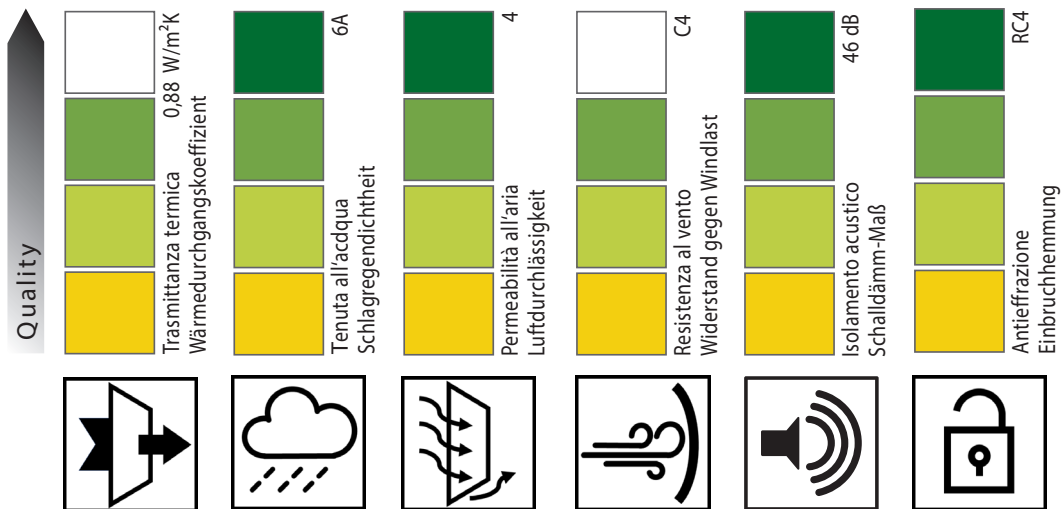 Quality
Trasmittanza termica 0,88 W/m²K
Wärmedurchgangskoeffizient
Tenuta all'acdqua 6A
Schlagregendichtheit
Permeabilità all'aria 4
Luftdurchlässigkeit
Resistenza al vento C4
Widerstand gegen Windlast
Isolamento acustico 46 dB
Schalldämm-Maß
Antieffrazione RC4
Einbruchhemmung